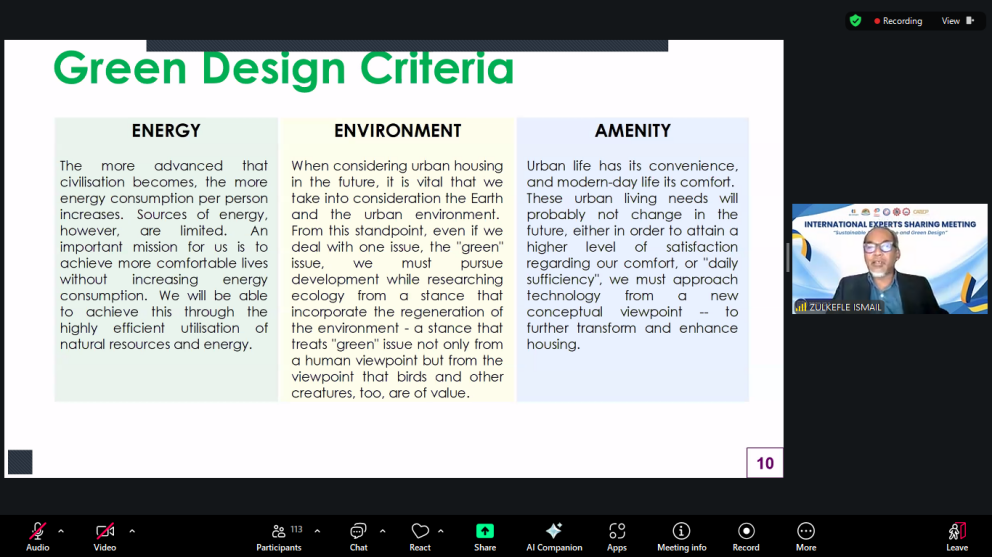 Recording
View
Green Design Criteria
ENERGY
The more advanced that
civilisation becomes, the more
energy consumption per person
increases. Sources of energy,
however, are limited. An
important mission for us is to
achieve more comfortable lives
without increasing energy
consumption. We will be able
to achieve this through the
highly efficient utilisation of
natural resources and energy.
ENVIRONMENT
When considering urban housing
in the future, it is vital that we
take into consideration the Earth
and the urban environment.
From this standpoint, even if we
deal with one issue, the "green"
issue, we must pursue
development while researching
ecology from a stance that
incorporate the regeneration of
the environment - a stance that
treats "green" issue not only from
a human viewpoint but from the
viewpoint that birds and other
creatures, too, are of value.
AMENITY
Urban life has its convenience,
and modern-day life its comfort.
These urban living needs will
probably not change in the
future, either in order to attain a
higher level of satisfaction
regarding our comfort, or "daily
sufficiency", we must approach
technology from a new
conceptual viewpoint -- to
further transform and enhance
housing.
10
INTERNATIONAL EXPERTS SHARING MEETING
"Sustainable and Green Design"
ZULKEFLE ISMAIL
Audio
Video
Participants
113
Chat
React
Share
AI Companion
Apps
Meeting info
Record
More
Leave